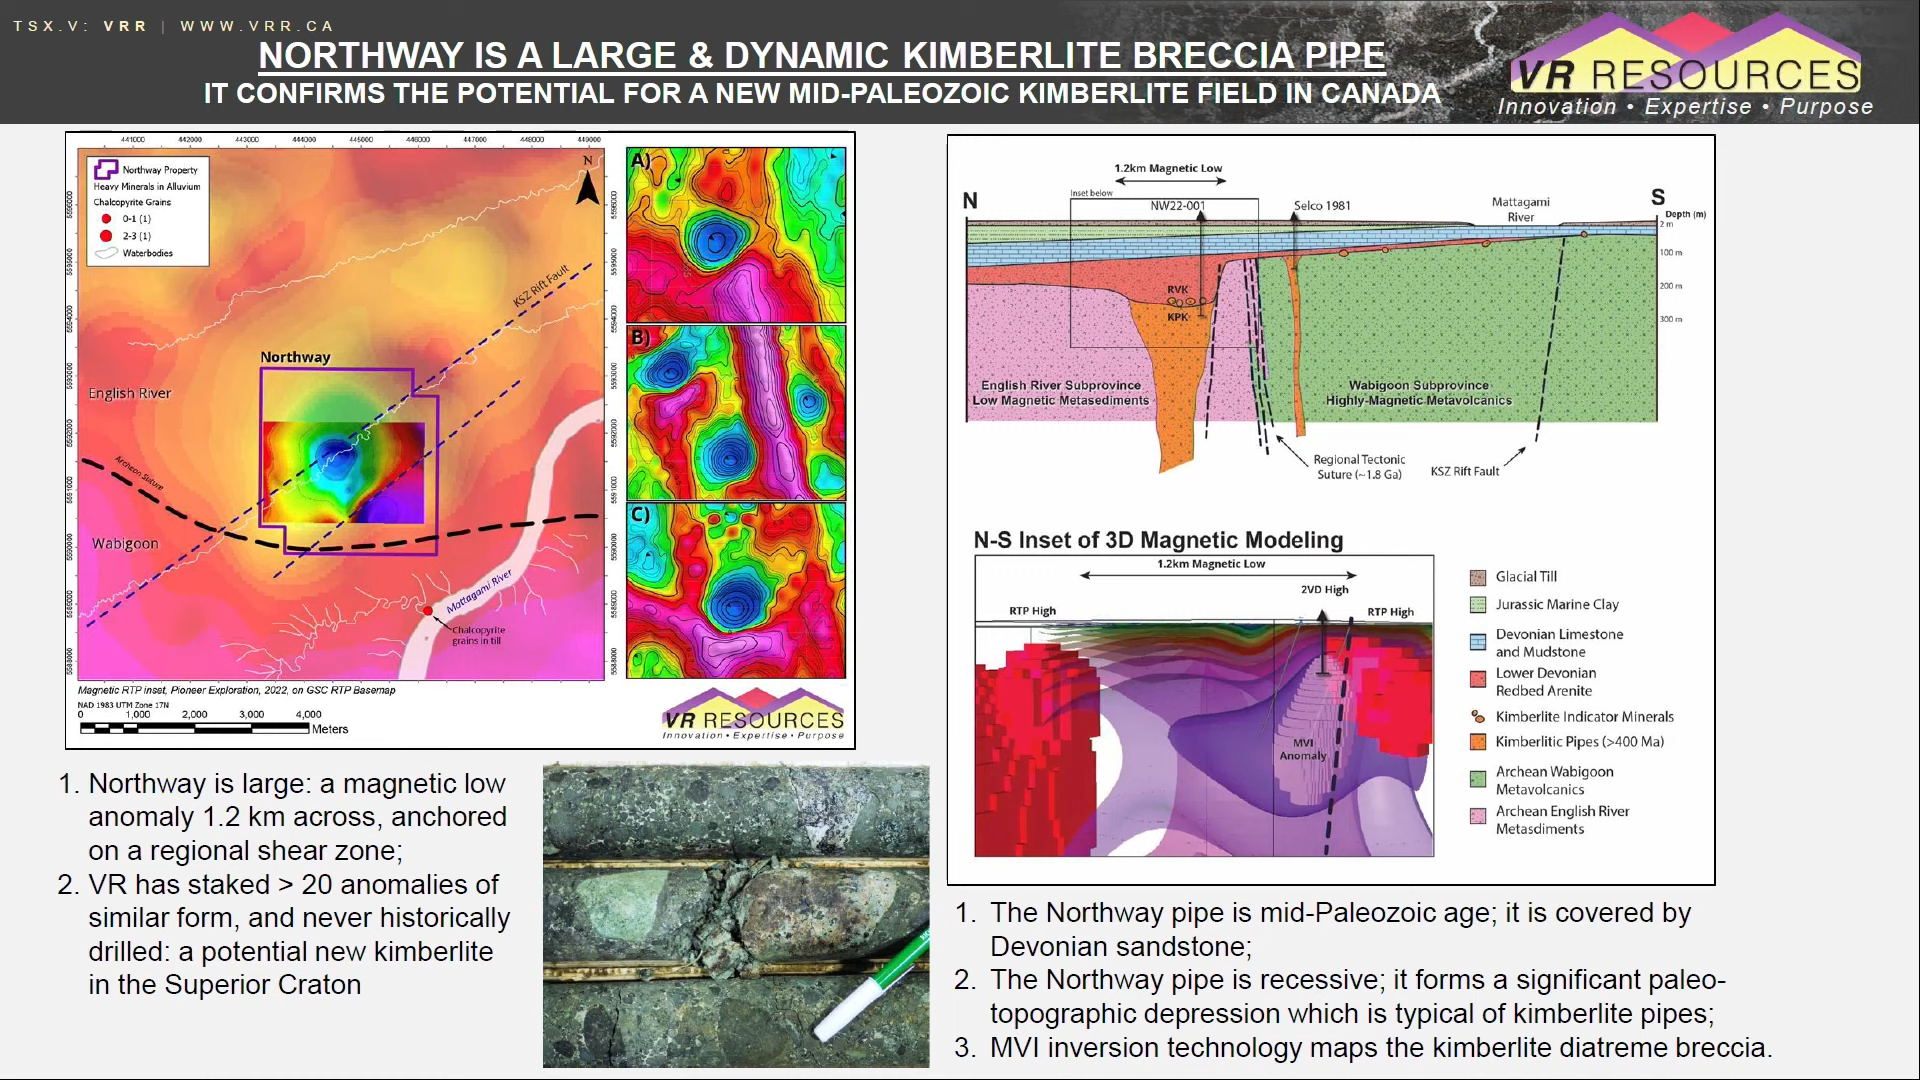 TSX.V: VRR | WWW.VRR.CA
NORTHWAY IS A LARGE & DYNAMIC KIMBERLITE BRECCIA PIPE
IT CONFIRMS THE POTENTIAL FOR A NEW MID-PALEOZOIC KIMBERLITE FIELD IN CANADA
VR RESOURCES
Innovation • Expertise • Purpose
441000 442000 443000 444000 445000 446000 447000 448000 449000
Northway Property
Heavy Minerals in Alluvium
Chalcopyrite Grains
0-1 (1)
2-3 (1)
Waterbodies
N
KSZ Rift Fault
Northway
English River
Archean Suture
Wabigoon
Mattagami River
Chalcopyrite
grains in till
A)
B)
C)
Magnetic RTP inset, Pioneer Exploration, 2022, on GSC RTP Basemap
NAD 1983 UTM Zone 17N
0 1,000 2,000 3,000 4,000
Meters
VR RESOURCES
Innovation • Expertise • Purpose
1. Northway is large: a magnetic low
anomaly 1.2 km across, anchored
on a regional shear zone;
2. VR has staked > 20 anomalies of
similar form, and never historically
drilled: a potential new kimberlite
in the Superior Craton
1.2km Magnetic Low
Inset below
N
NW22-001
Selco 1981
Mattagami
River
S
Depth (m)
2 m
100 m
200 m
300 m
RVK
KPK
English River Subprovince
Low Magnetic Metasediments
Wabigoon Subprovince
Highly-Magnetic Metavolcanics
Regional Tectonic
Suture (~1.8 Ga)
KSZ Rift Fault
N-S Inset of 3D Magnetic Modeling
1.2km Magnetic Low
2VD High
RTP High
RTP High
MVI
Anomaly
Glacial Till
Jurassic Marine Clay
Devonian Limestone
and Mudstone
Lower Devonian
Redbed Arenite
Kimberlite Indicator Minerals
Kimberlitic Pipes (>400 Ma)
Archean Wabigoon
Metavolcanics
Archean English River
Metasdiments
1. The Northway pipe is mid-Paleozoic age; it is covered by
Devonian sandstone;
2. The Northway pipe is recessive; it forms a significant paleo-
topographic depression which is typical of kimberlite pipes;
3. MVI inversion technology maps the kimberlite diatreme breccia.